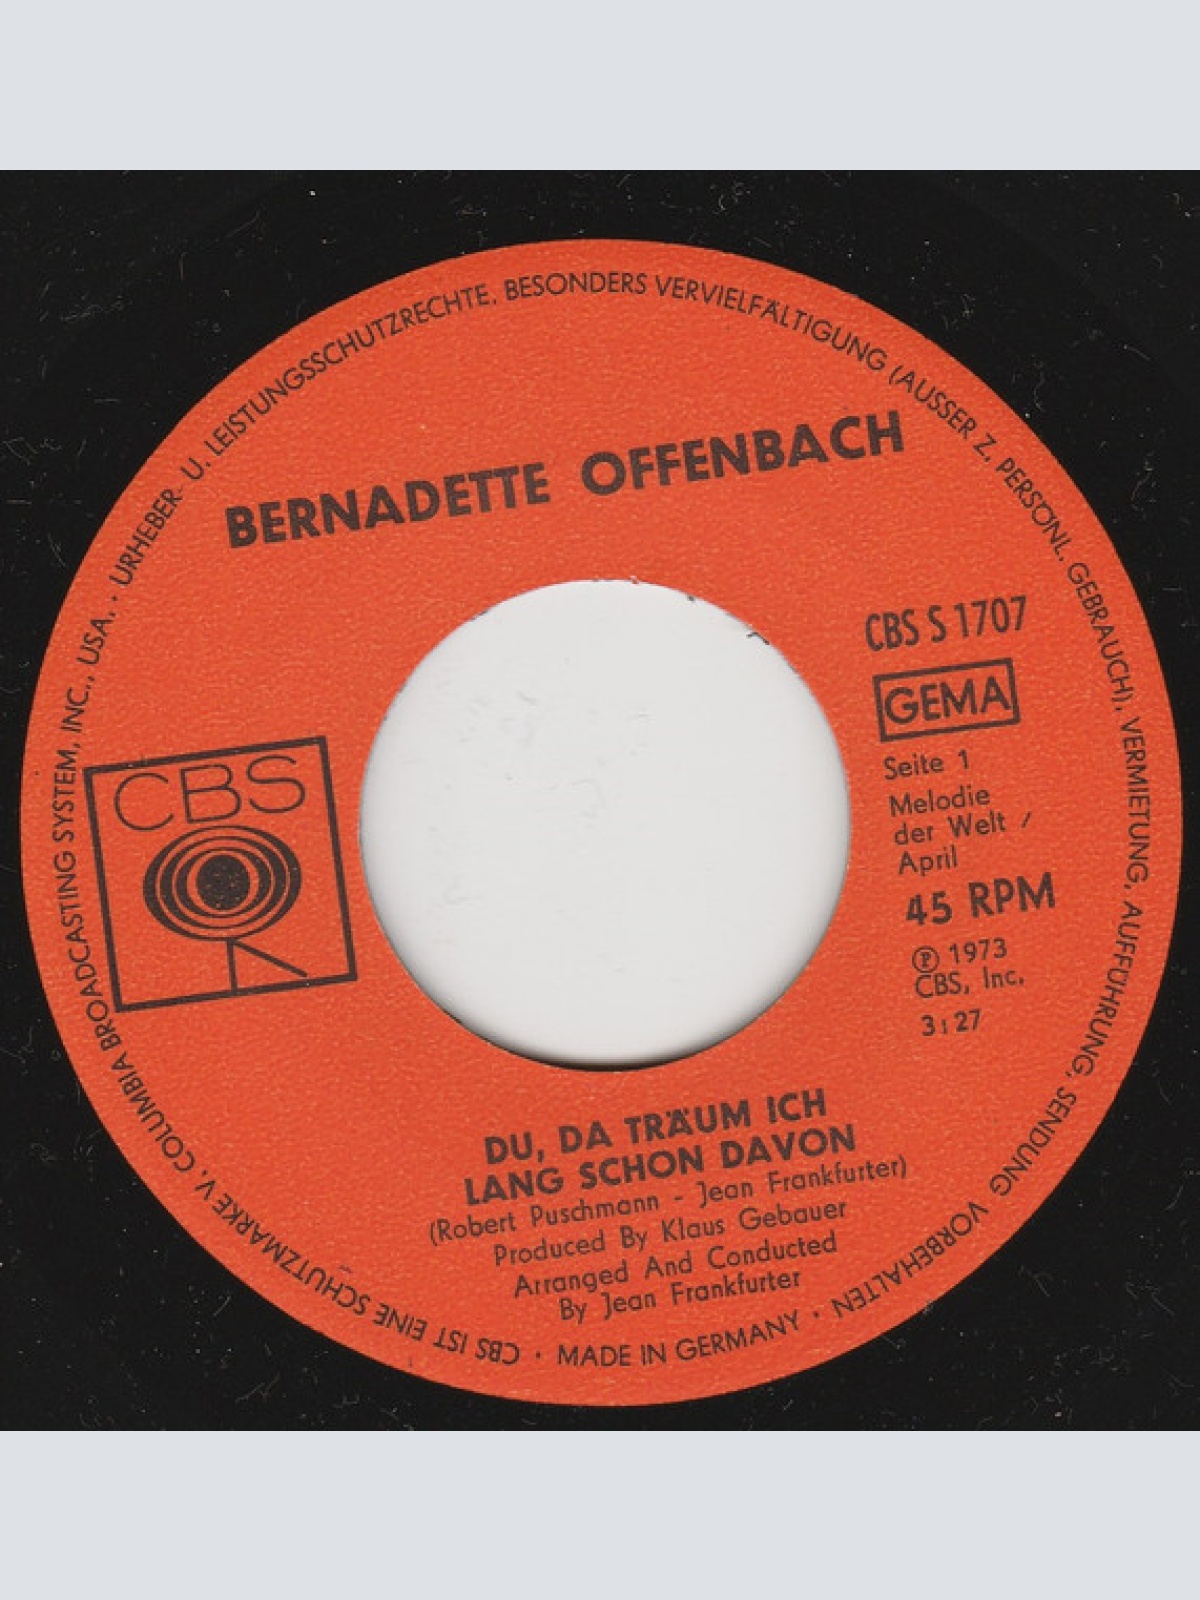 BERNADETTE OFFENBACH
CBS S 1707
GEMA
Seite 1
Melodie
der Welt /
April
45 RPM
Ⓟ 1973
CBS, Inc.
3:27
CBS
DU, DA TRÄUM ICH
LANG SCHON DAVON
(Robert Puschmann - Jean Frankfurter)
Produced By Klaus Gebauer
Arranged And Conducted
By Jean Frankfurter
CBS IST EINE SCHUTZMARKE V. COLUMBIA BROADCASTING SYSTEM, INC., USA. · URHEBER- U. LEISTUNGSSCHUTZRECHTE, BESONDERS VERVIELFÄLTIGUNG (AUSSER Z. PERSÖNL. GEBRAUCH), VERMIETUNG, AUFFÜHRUNG, SENDUNG VORBEHALTEN ·
MADE IN GERMANY ·